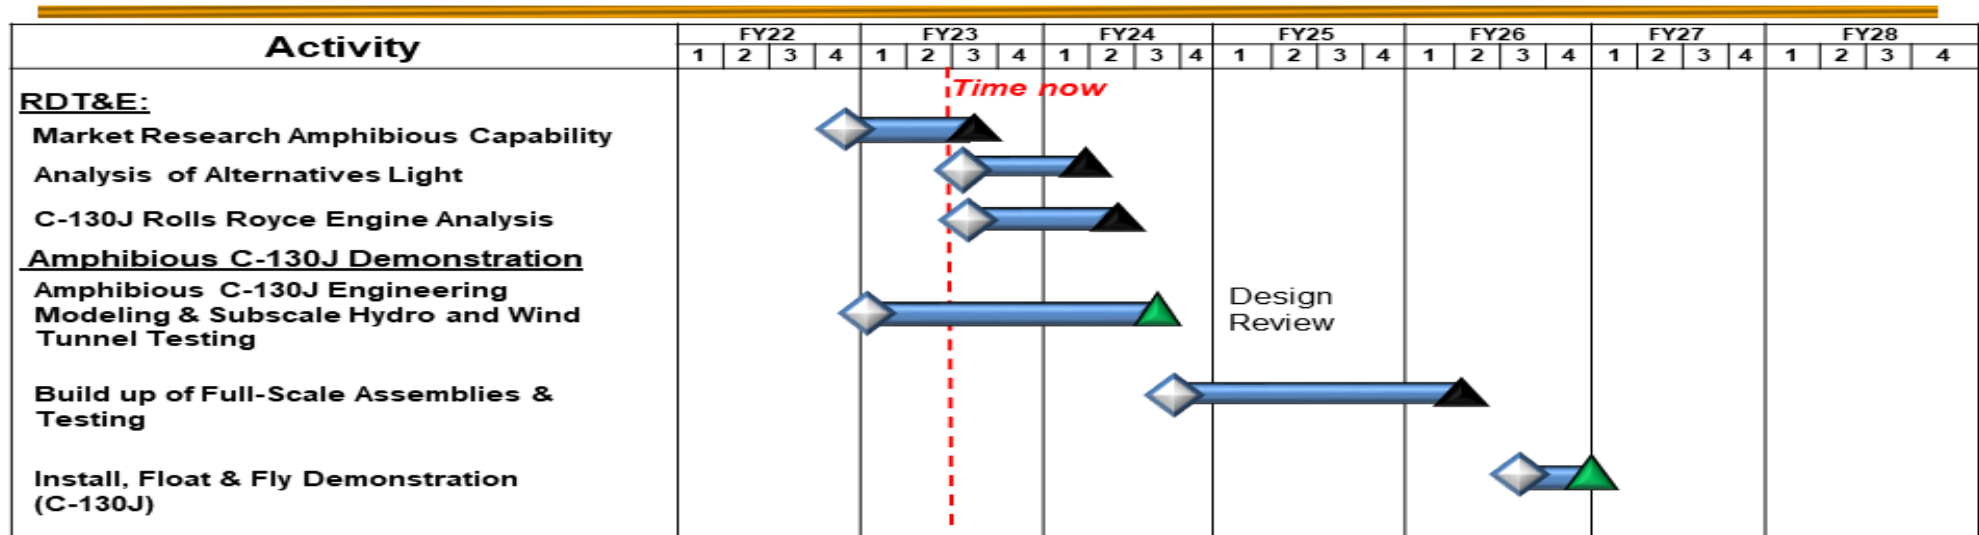 Activity
FY22 FY23 FY24 FY25 FY26 FY27 FY28
1 2 3 4 1 2 3 4 1 2 3 4 1 2 3 4 1 2 3 4 1 2 3 4 1 2 3 4
Time now
RDT&E:
Market Research Amphibious Capability
Analysis of Alternatives Light
C-130J Rolls Royce Engine Analysis
Amphibious C-130J Demonstration
Amphibious C-130J Engineering
Modeling & Subscale Hydro and Wind
Tunnel Testing
Design
Review
Build up of Full-Scale Assemblies &
Testing
Install, Float & Fly Demonstration
(C-130J)